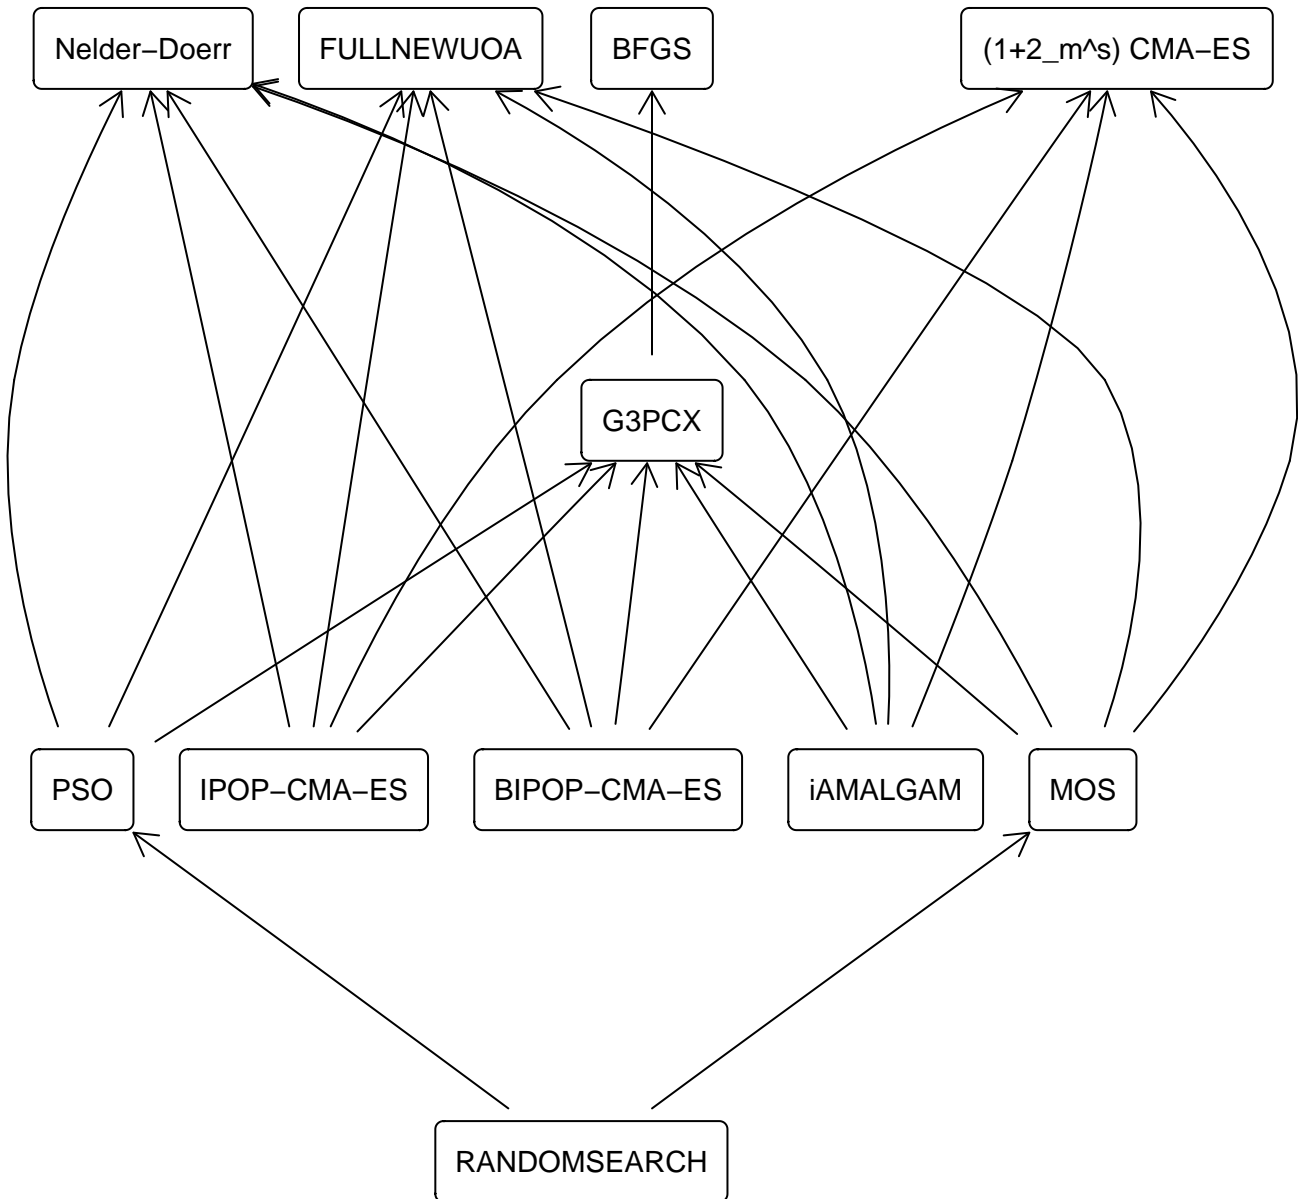 Nelder–Doerr
FULLNEWUOA
BFGS
(1+2_m^s) CMA–ES
G3PCX
PSO
IPOP–CMA–ES
BIPOP–CMA–ES
iAMALGAM
MOS
RANDOMSEARCH